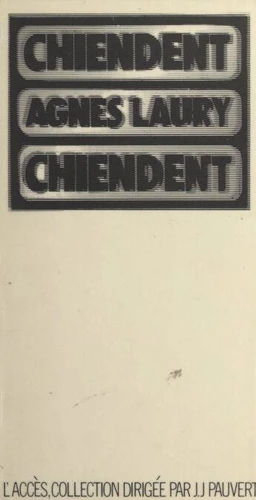 CHIENDENT
AGNES LAURY
CHIENDENT
L'ACCÈS, COLLECTION DIRIGÉE PAR J J PAUVERT